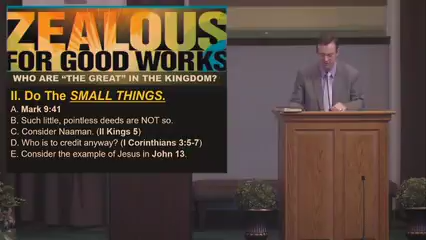 ZEALOUS
FOR GOOD WORKS
WHO ARE "THE GREAT" IN THE KINGDOM?
II. Do The SMALL THINGS.
A. Mark 9:41
B. Such little, pointless deeds are NOT so.
C. Consider Naaman. (II Kings 5)
D. Who is to credit anyway? (I Corinthians 3:5-7)
E. Consider the example of Jesus in John 13.